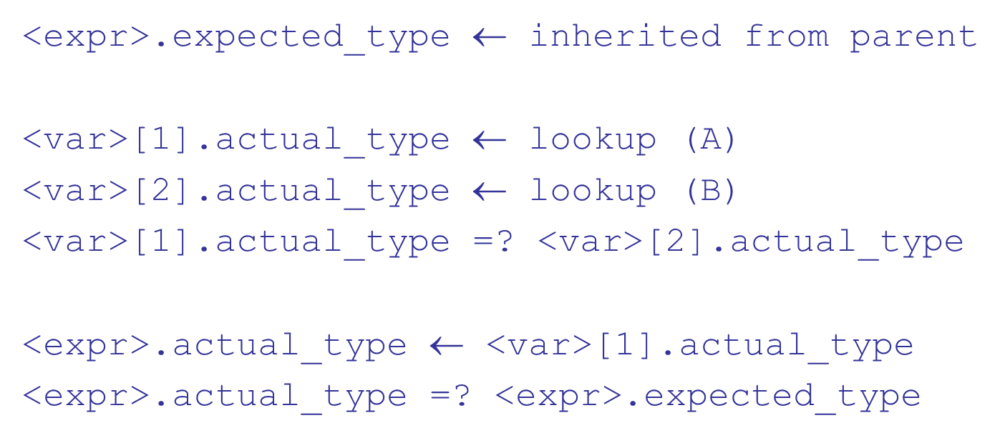 <expr>.expected_type ← inherited from parent
<var>[1].actual_type ← lookup (A)
<var>[2].actual_type ← lookup (B)
<var>[1].actual_type =? <var>[2].actual_type
<expr>.actual_type ← <var>[1].actual_type
<expr>.actual_type =? <expr>.expected_type